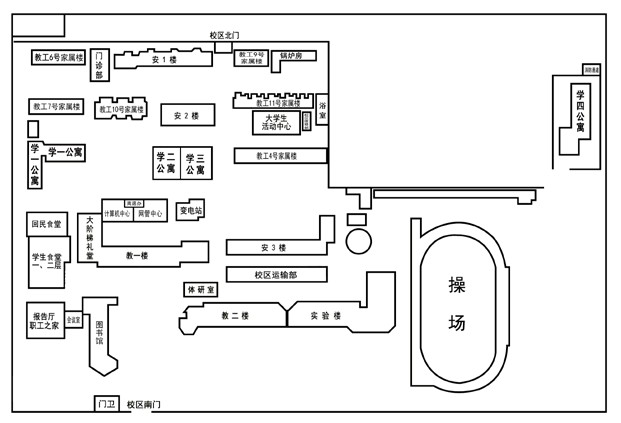 校区北门
教工6号家属楼
门诊部
安1楼
教工9号
家属楼
锅炉房
教工7号家属楼
教工10号家属楼
安2楼
教工11号家属楼
浴室
大学生
活动中心
学四公寓
学一公寓
学一公寓
学二公寓
学三公寓
教工4号家属楼
回民食堂
大阶梯礼堂
计算机中心
网管中心
变电站
学生食堂
一、二层
教一楼
安3楼
校区运输部
体研室
操场
报告厅
职工之家
会议室
图书馆
教二楼
实验楼
门卫
校区南门